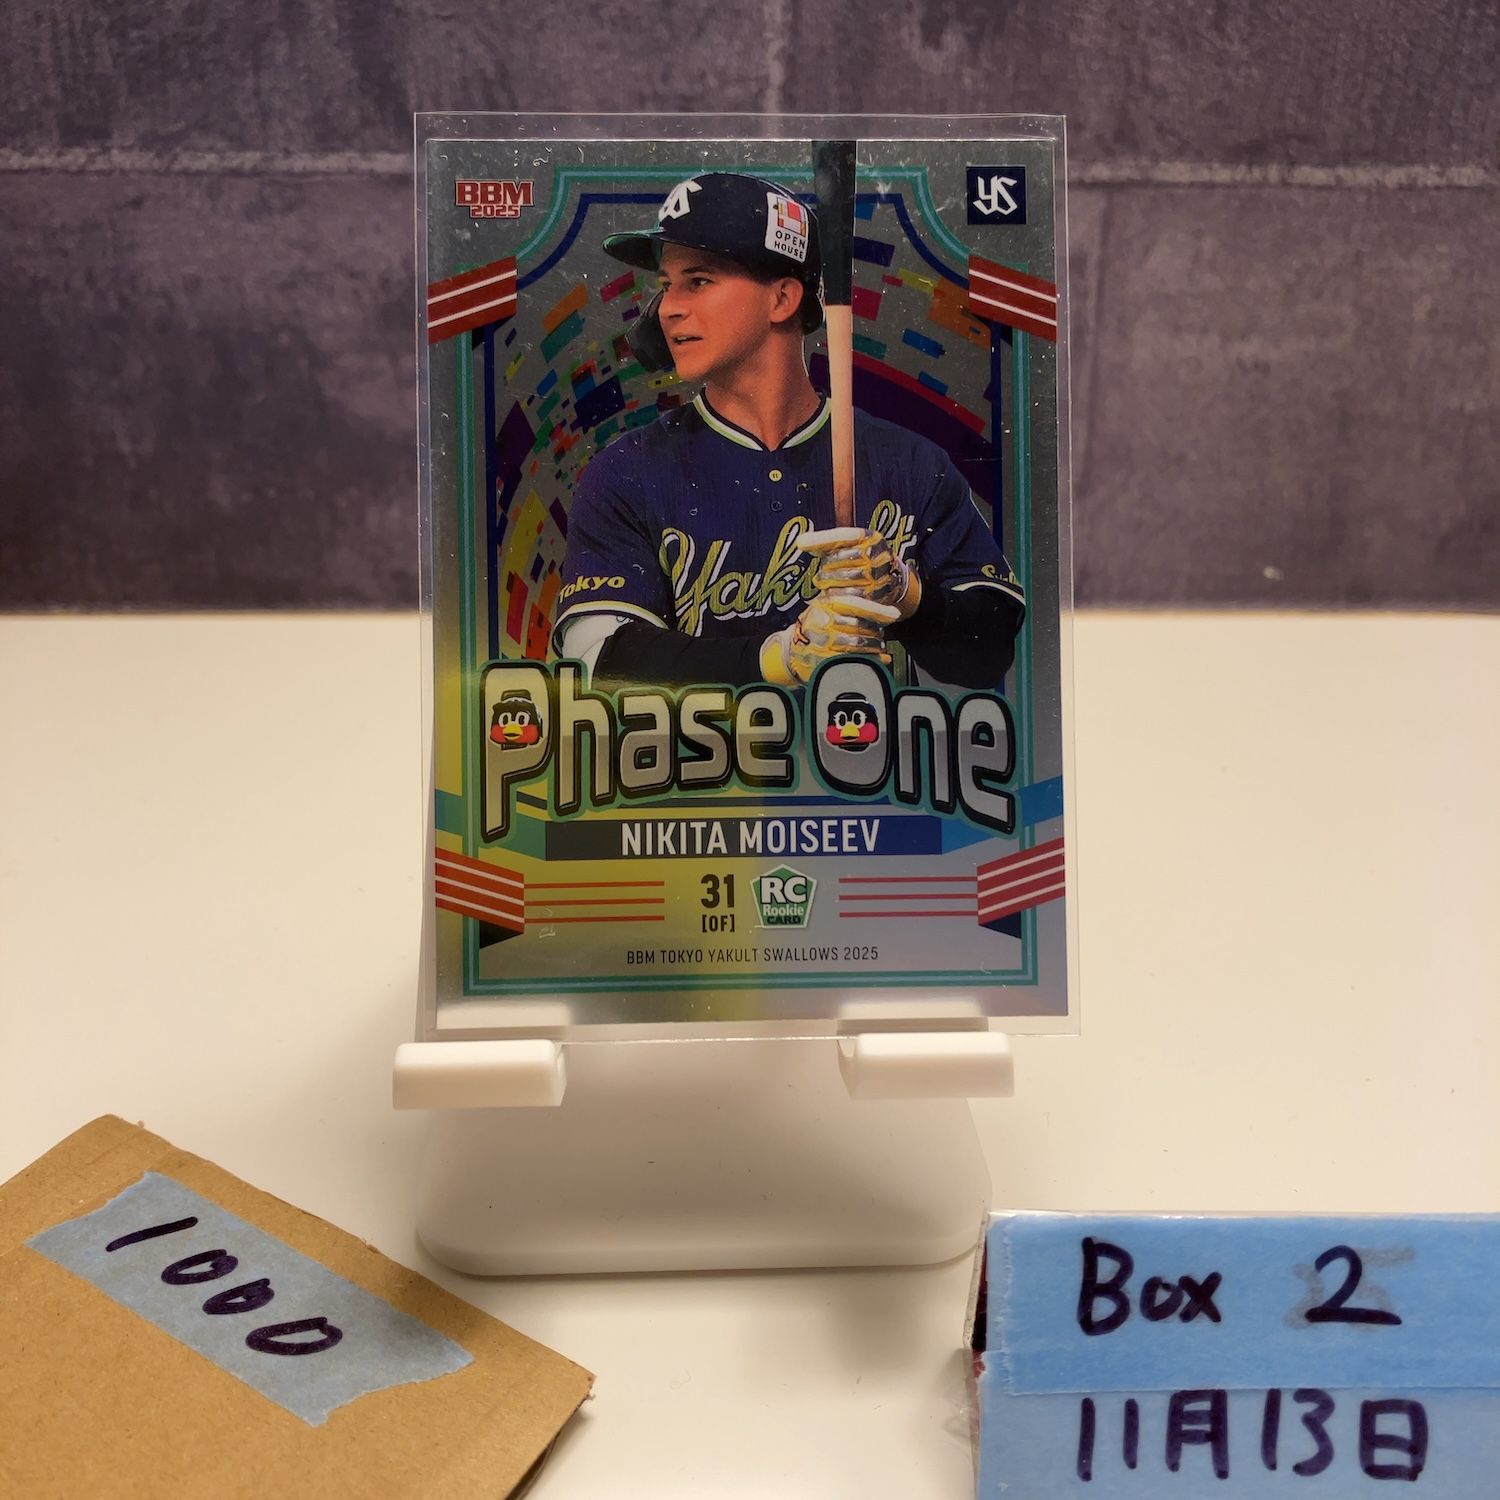 BBM
2025
YS
YS
OPEN
HOUSE
Tokyo
Yakult
Phase One
NIKITA MOISEEV
31
[OF]
RC
Rookie
CARD
BBM TOKYO YAKULT SWALLOWS 2025
1000
Box 2
11月13日